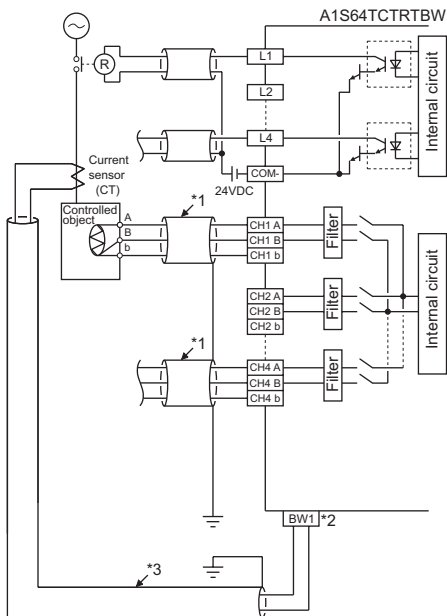 A1S64TCTRTBW
R
L1
L2
L4
COM-
24VDC
Internal circuit
Current
sensor
(CT)
Controlled
object
A
B
b
*1
CH1 A
CH1 B
CH1 b
Filter
CH2 A
CH2 B
CH2 b
Filter
Internal circuit
*1
CH4 A
CH4 B
CH4 b
Filter
BW1
*2
*3